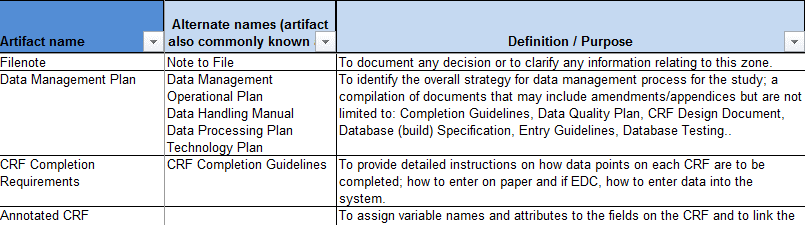 Artifact name
Alternate names (artifact
also commonly known
Definition / Purpose
Filenote
Note to File
To document any decision or to clarify any information relating to this zone.
Data Management Plan
Data Management
Operational Plan
Data Handling Manual
Data Processing Plan
Technology Plan
To identify the overall strategy for data management process for the study; a
compilation of documents that may include amendments/appendices but are not
limited to: Completion Guidelines, Data Quality Plan, CRF Design Document,
Database (build) Specification, Entry Guidelines, Database Testing..
CRF Completion
Requirements
CRF Completion Guidelines
To provide detailed instructions on how data points on each CRF are to be
completed; how to enter on paper and if EDC, how to enter data into the
system.
Annotated CRF
To assign variable names and attributes to the fields on the CRF and to link the